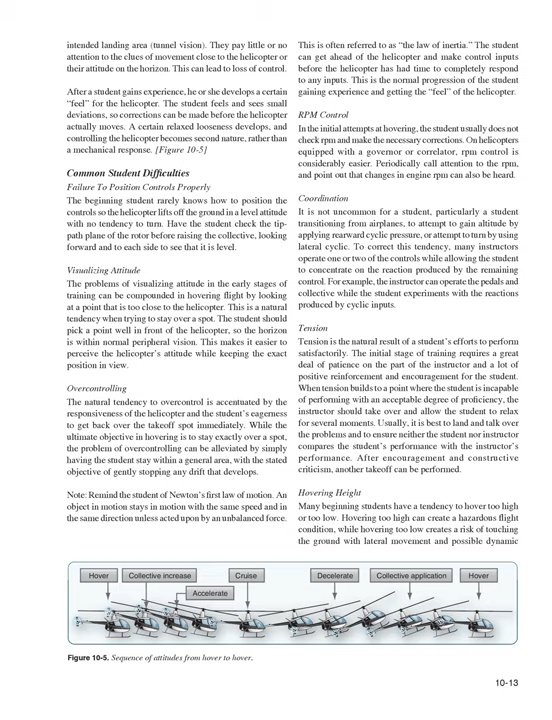 intended landing area (tunnel vision). They pay little or no
attention to the clues of movement close to the helicopter or
their attitude on the horizon. This can lead to loss of control.
After a student gains experience, he or she develops a certain
“feel” for the helicopter. The student feels and sees small
deviations, so corrections can be made before the helicopter
actually moves. A certain relaxed looseness develops, and
controlling the helicopter becomes second nature, rather than
a mechanical response. [Figure 10-5]
Common Student Difficulties
Failure To Position Controls Properly
The beginning student rarely knows how to position the
controls so the helicopter lifts off the ground in a level attitude
with no tendency to turn. Have the student check the tip-
path plane of the rotor before raising the collective, looking
forward and to each side to see that it is level.
Visualizing Attitude
The problems of visualizing attitude in the early stages of
training can be compounded in hovering flight by looking
at a point that is too close to the helicopter. This is a natural
tendency when trying to stay over a spot. The student should
pick a point well in front of the helicopter, so the horizon
is within normal peripheral vision. This makes it easier to
perceive the helicopter’s attitude while keeping the exact
position in view.
Overcontrolling
The natural tendency to overcontrol is accentuated by the
responsiveness of the helicopter and the student’s eagerness
to get back over the takeoff spot immediately. While the
ultimate objective in hovering is to stay exactly over a spot,
the problem of overcontrolling can be alleviated by simply
having the student stay within a general area, with the stated
objective of gently stopping any drift that develops.
Note: Remind the student of Newton’s first law of motion. An
object in motion stays in motion with the same speed and in
the same direction unless acted upon by an unbalanced force.
This is often referred to as “the law of inertia.” The student
can get ahead of the helicopter and make control inputs
before the helicopter has had time to completely respond
to any inputs. This is the normal progression of the student
gaining experience and getting the “feel” of the helicopter.
RPM Control
In the initial attempts at hovering, the student usually does not
check rpm and make the necessary corrections. On helicopters
equipped with a governor or correlator, rpm control is
considerably easier. Periodically call attention to the rpm,
and point out that changes in engine rpm can also be heard.
Coordination
It is not uncommon for a student, particularly a student
transitioning from airplanes, to attempt to gain altitude by
applying rearward cyclic pressure, or attempt to turn by using
lateral cyclic. To correct this tendency, many instructors
operate one or two of the controls while allowing the student
to concentrate on the reaction produced by the remaining
control. For example, the instructor can operate the pedals and
collective while the student experiments with the reactions
produced by cyclic inputs.
Tension
Tension is the natural result of a student’s efforts to perform
satisfactorily. The initial stage of training requires a great
deal of patience on the part of the instructor and a lot of
positive reinforcement and encouragement for the student.
When tension builds to a point where the student is incapable
of performing with an acceptable degree of proficiency, the
instructor should take over and allow the student to relax
for several moments. Usually, it is best to land and talk over
the problems and to ensure neither the student nor instructor
compares the student’s performance with the instructor’s
performance. After encouragement and constructive
criticism, another takeoff can be performed.
Hovering Height
Many beginning students have a tendency to hover too high
or too low. Hovering too high can create a hazardous flight
condition, while hovering too low creates a risk of touching
the ground with lateral movement and possible dynamic
Hover
Collective increase
Accelerate
Cruise
Decelerate
Collective application
Hover
Figure 10-5. Sequence of attitudes from hover to hover.
10-13